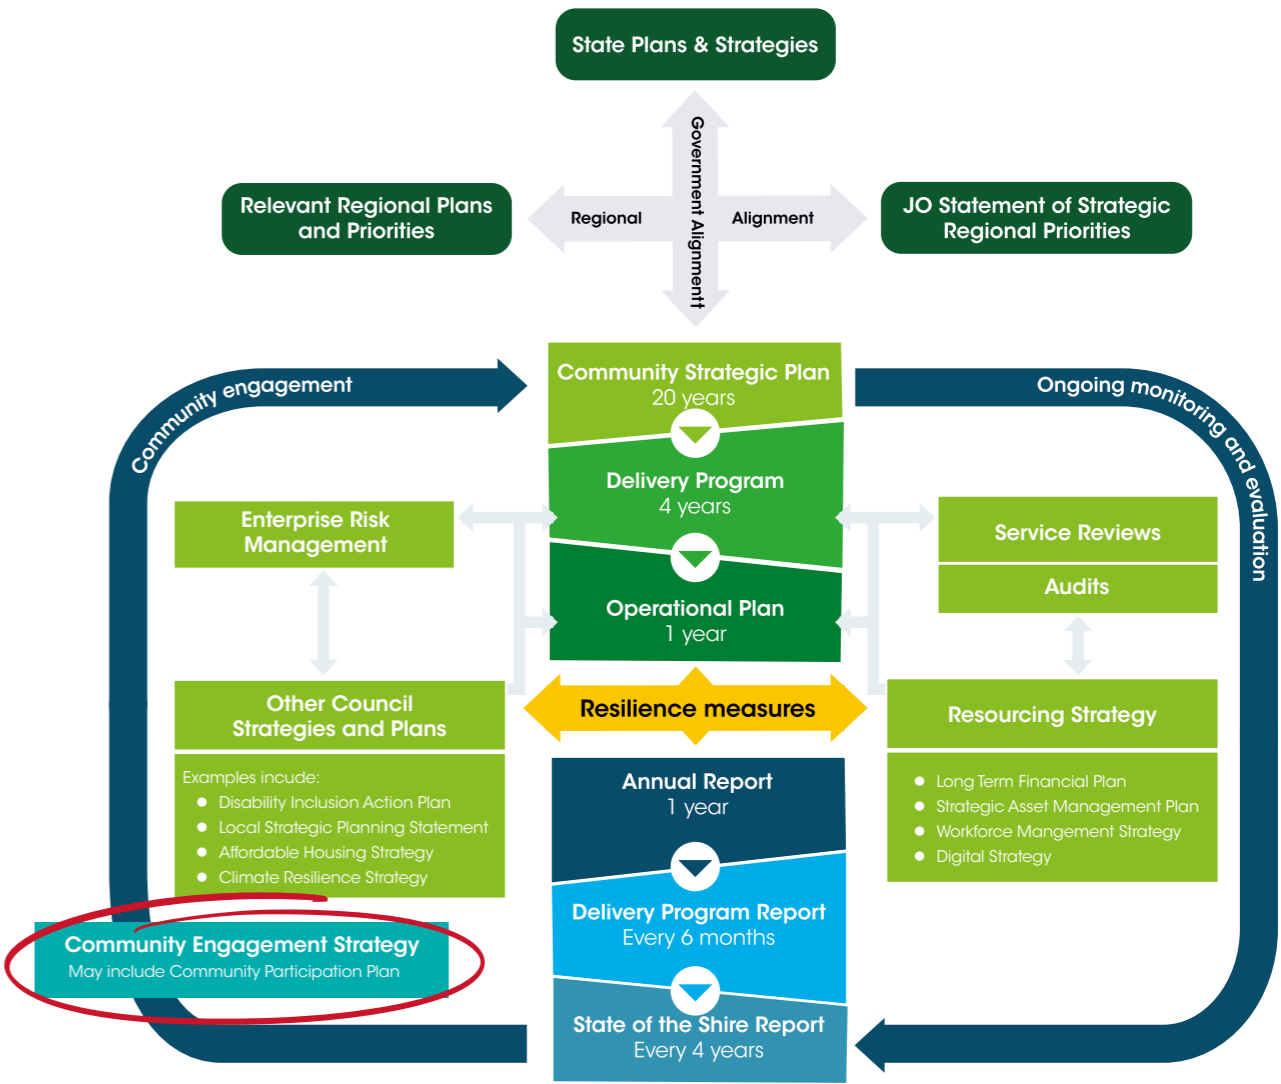 State Plans & Strategies
Government Alignment††
Relevant Regional Plans
and Priorities
Regional
Alignment
JO Statement of Strategic
Regional Priorities
Community engagement
Community Strategic Plan
20 years
Ongoing monitoring and evaluation
Delivery Program
4 years
Enterprise Risk
Management
Service Reviews
Audits
Operational Plan
1 year
Other Council
Strategies and Plans
Resilience measures
Resourcing Strategy
Examples include:
Disability Inclusion Action Plan
Local Strategic Planning Statement
Affordable Housing Strategy
Climate Resilience Strategy
Annual Report
1 year
Long Term Financial Plan
Strategic Asset Management Plan
Workforce Mangement Strategy
Digital Strategy
Delivery Program Report
Every 6 months
Community Engagement Strategy
May include Community Participation Plan
State of the Shire Report
Every 4 years